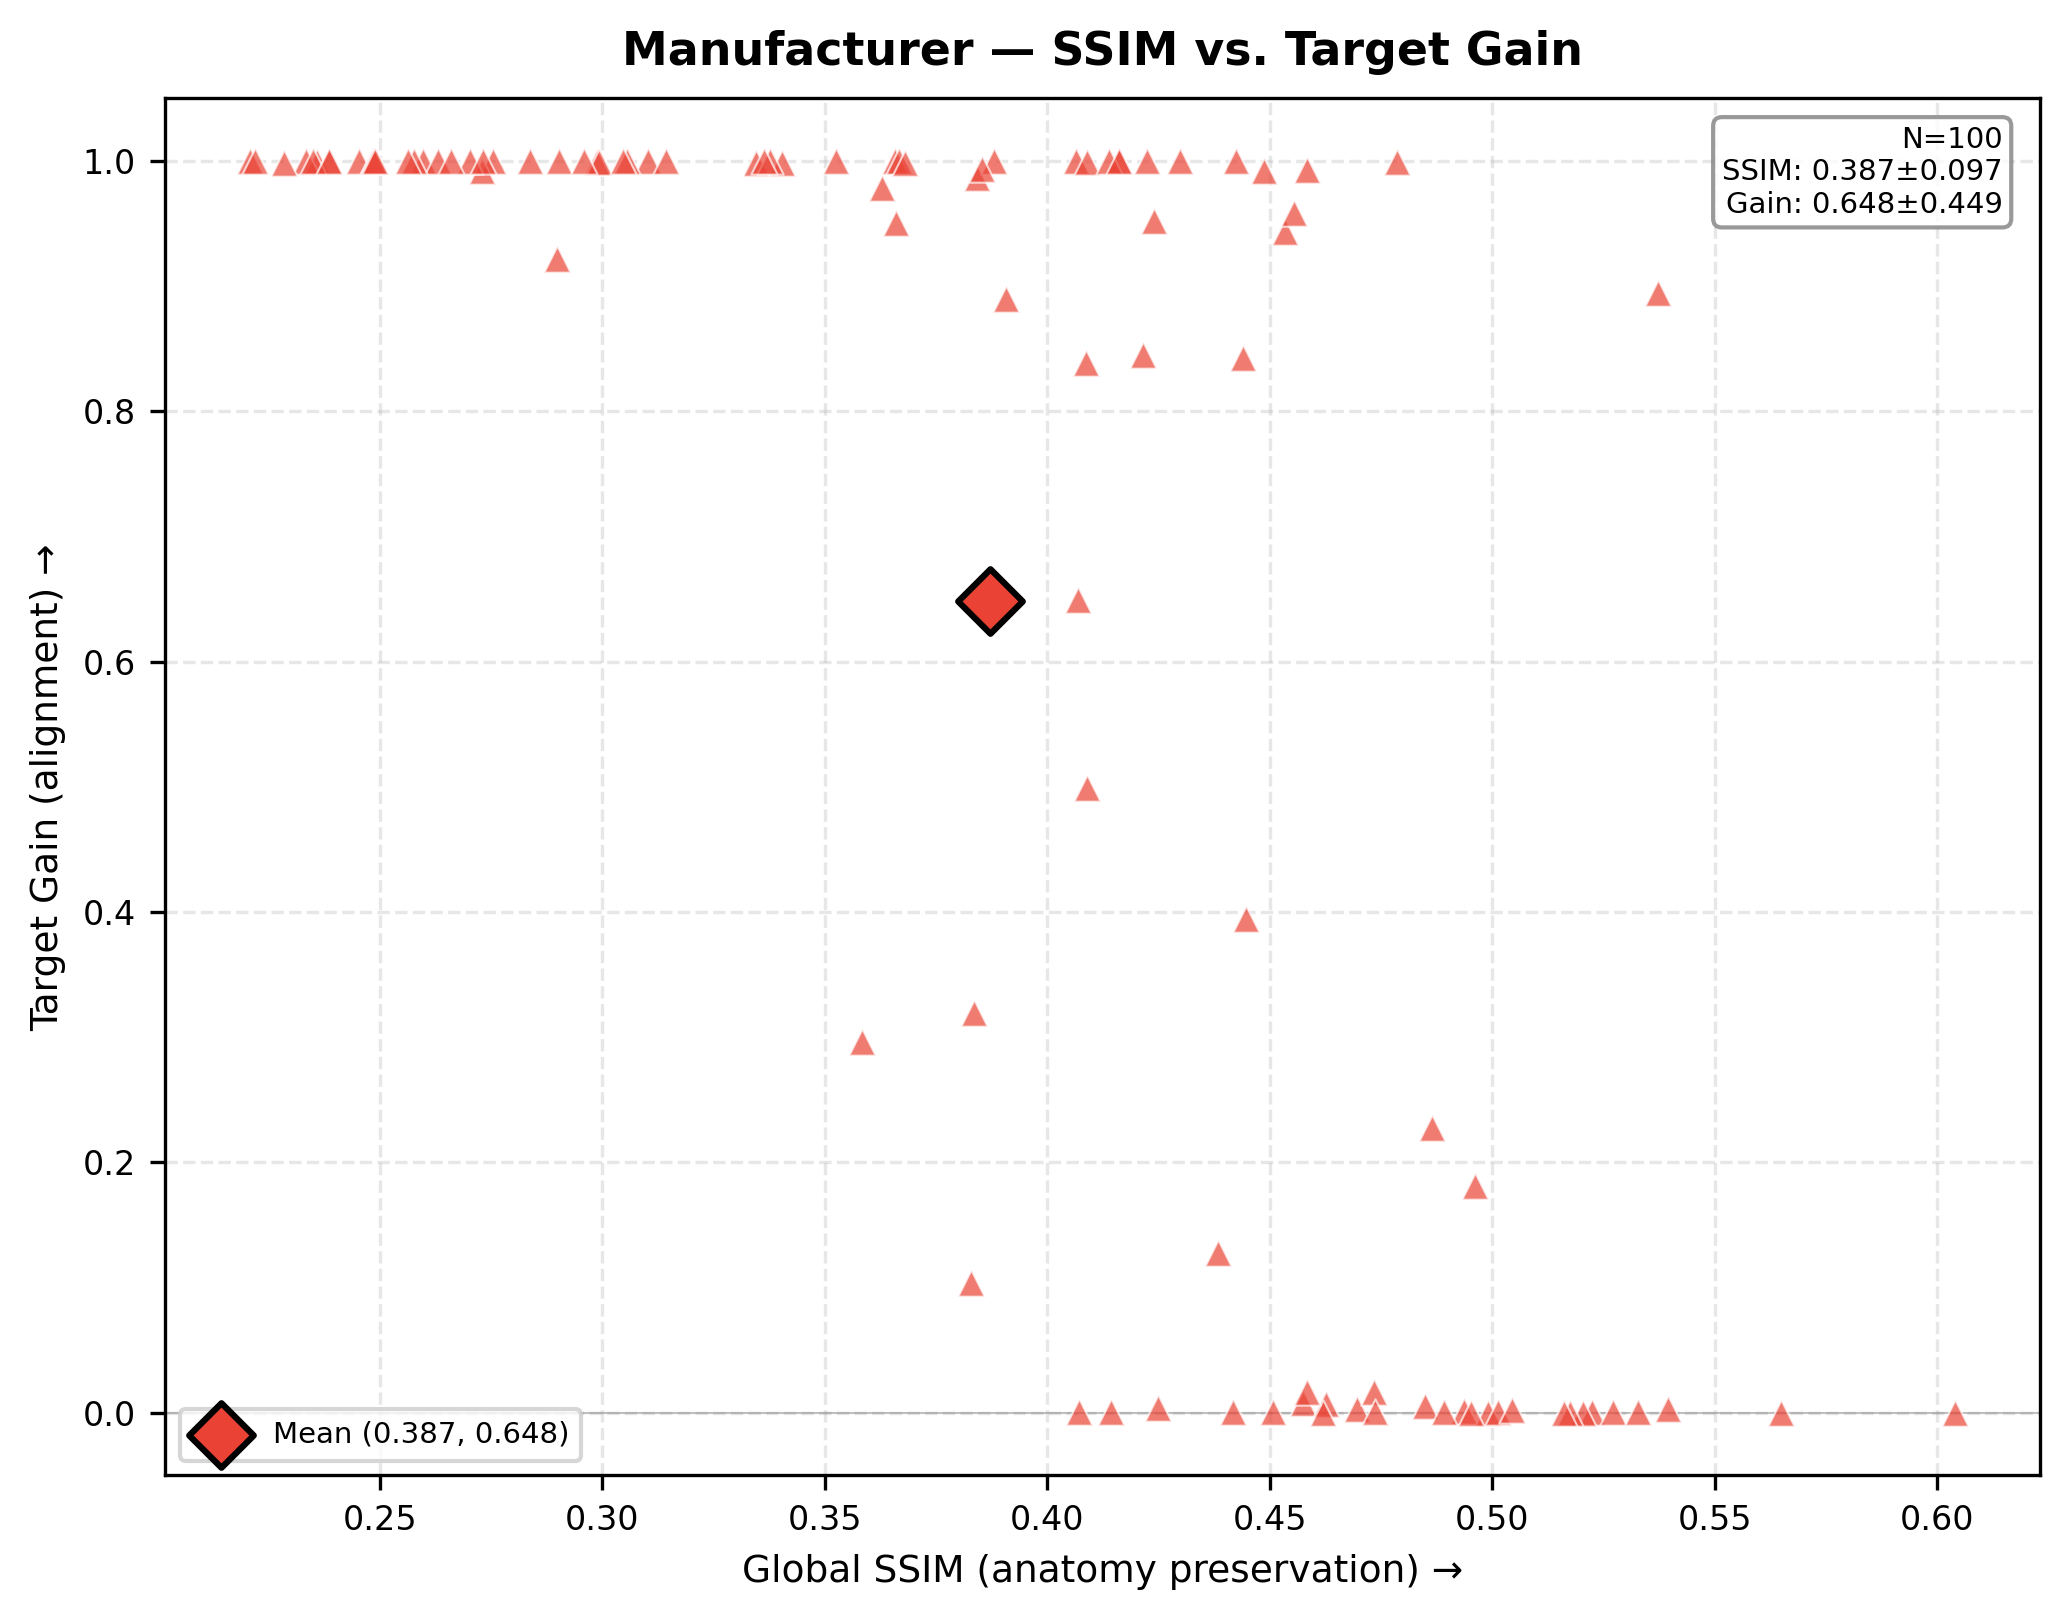 Manufacturer — SSIM vs. Target Gain
N=100
SSIM: 0.387±0.097
Gain: 0.648±0.449
Target Gain (alignment) →
1.0
0.8
0.6
0.4
0.2
0.0
Mean (0.387, 0.648)
0.25 0.30 0.35 0.40 0.45 0.50 0.55 0.60
Global SSIM (anatomy preservation) →